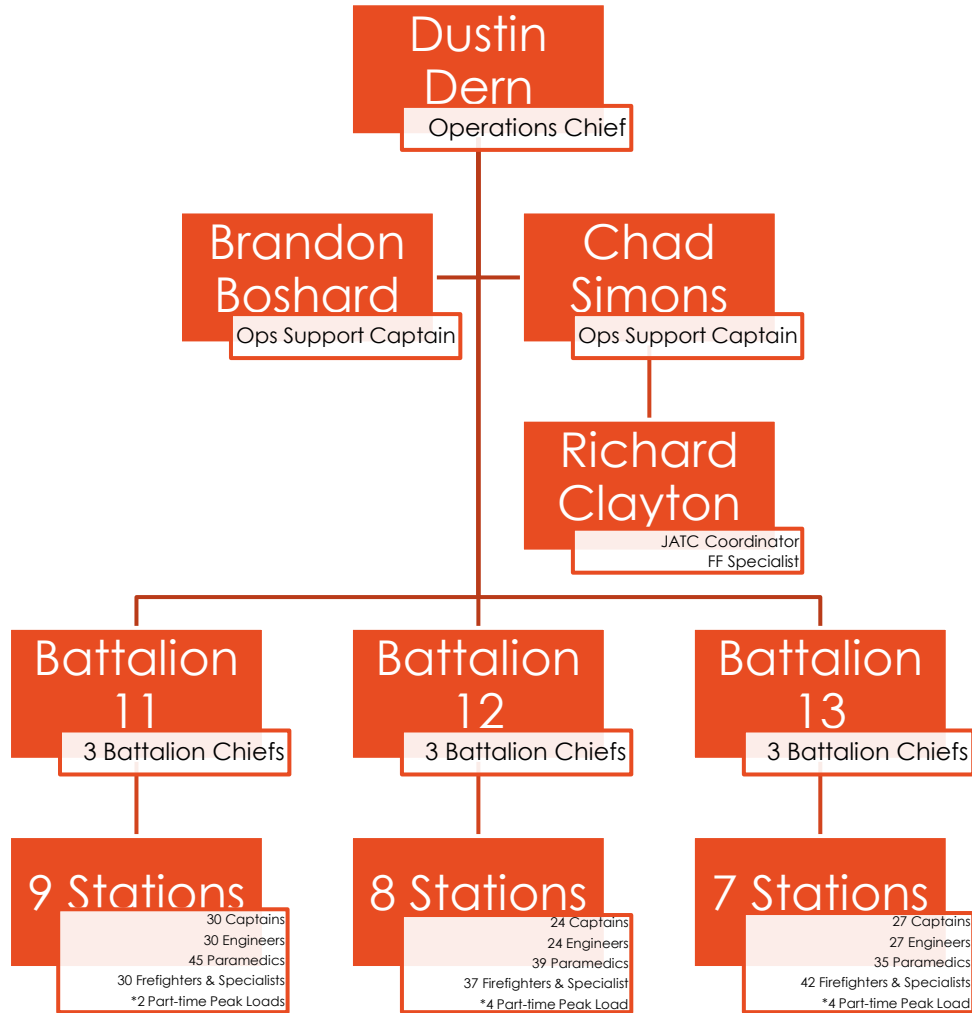 Dustin
Dern
Operations Chief
Brandon
Boshard
Ops Support Captain
Chad
Simons
Ops Support Captain
Richard
Clayton
JATC Coordinator
FF Specialist
Battalion
11
3 Battalion Chiefs
Battalion
12
3 Battalion Chiefs
Battalion
13
3 Battalion Chiefs
9 Stations
30 Captains
30 Engineers
45 Paramedics
30 Firefighters & Specialists
*2 Part-time Peak Loads
8 Stations
24 Captains
24 Engineers
39 Paramedics
37 Firefighters & Specialist
*4 Part-time Peak Load
7 Stations
27 Captains
27 Engineers
35 Paramedics
42 Firefighters & Specialists
*4 Part-time Peak Load